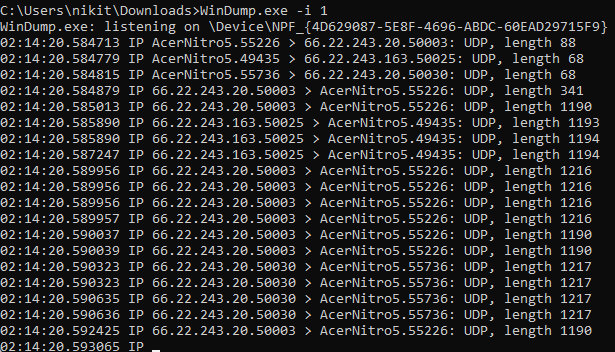 C:\Users\nikit\Downloads>WinDump.exe -i 1
WinDump.exe: listening on \Device\NPF_{4D629087-5E8F-4696-ABDC-60EAD29715F9}
02:14:20.584713 IP AcerNitro5.55226 > 66.22.243.20.50003: UDP, length 88
02:14:20.584779 IP AcerNitro5.49435 > 66.22.243.163.50025: UDP, length 68
02:14:20.584815 IP AcerNitro5.55736 > 66.22.243.20.50030: UDP, length 68
02:14:20.584879 IP 66.22.243.20.50003 > AcerNitro5.55226: UDP, length 341
02:14:20.585013 IP 66.22.243.20.50003 > AcerNitro5.55226: UDP, length 1190
02:14:20.585890 IP 66.22.243.163.50025 > AcerNitro5.49435: UDP, length 1193
02:14:20.585890 IP 66.22.243.163.50025 > AcerNitro5.49435: UDP, length 1194
02:14:20.587247 IP 66.22.243.163.50025 > AcerNitro5.49435: UDP, length 1194
02:14:20.589956 IP 66.22.243.20.50003 > AcerNitro5.55226: UDP, length 1216
02:14:20.589956 IP 66.22.243.20.50003 > AcerNitro5.55226: UDP, length 1216
02:14:20.589956 IP 66.22.243.20.50003 > AcerNitro5.55226: UDP, length 1216
02:14:20.589957 IP 66.22.243.20.50003 > AcerNitro5.55226: UDP, length 1216
02:14:20.590037 IP 66.22.243.20.50003 > AcerNitro5.55226: UDP, length 1190
02:14:20.590039 IP 66.22.243.20.50003 > AcerNitro5.55226: UDP, length 1190
02:14:20.590323 IP 66.22.243.20.50030 > AcerNitro5.55736: UDP, length 1217
02:14:20.590323 IP 66.22.243.20.50030 > AcerNitro5.55736: UDP, length 1217
02:14:20.590635 IP 66.22.243.20.50030 > AcerNitro5.55736: UDP, length 1217
02:14:20.590636 IP 66.22.243.20.50030 > AcerNitro5.55736: UDP, length 1217
02:14:20.592425 IP 66.22.243.20.50003 > AcerNitro5.55226: UDP, length 1190
02:14:20.593065 IP